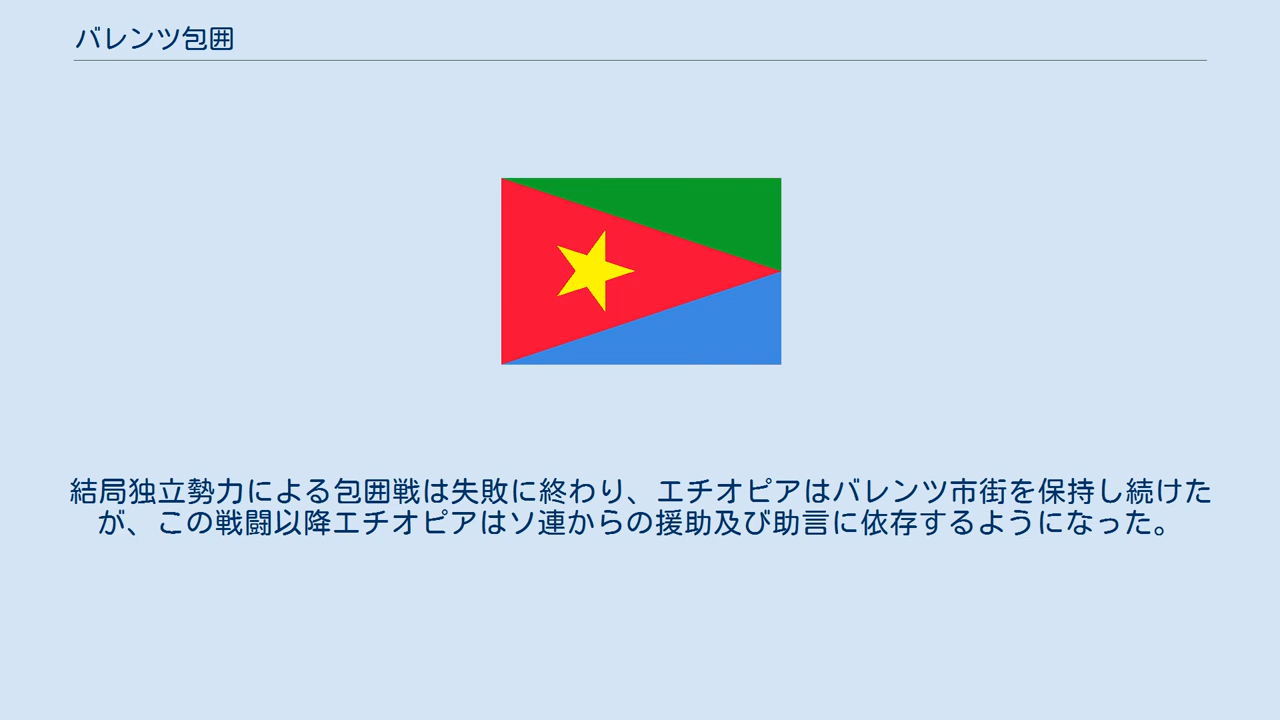 バレンツ包囲
結局独立勢力による包囲戦は失敗に終わり、エチオピアはバレンツ市街を保持し続けた
が、この戦闘以降エチオピアはソ連からの援助及び助言に依存するようになった。